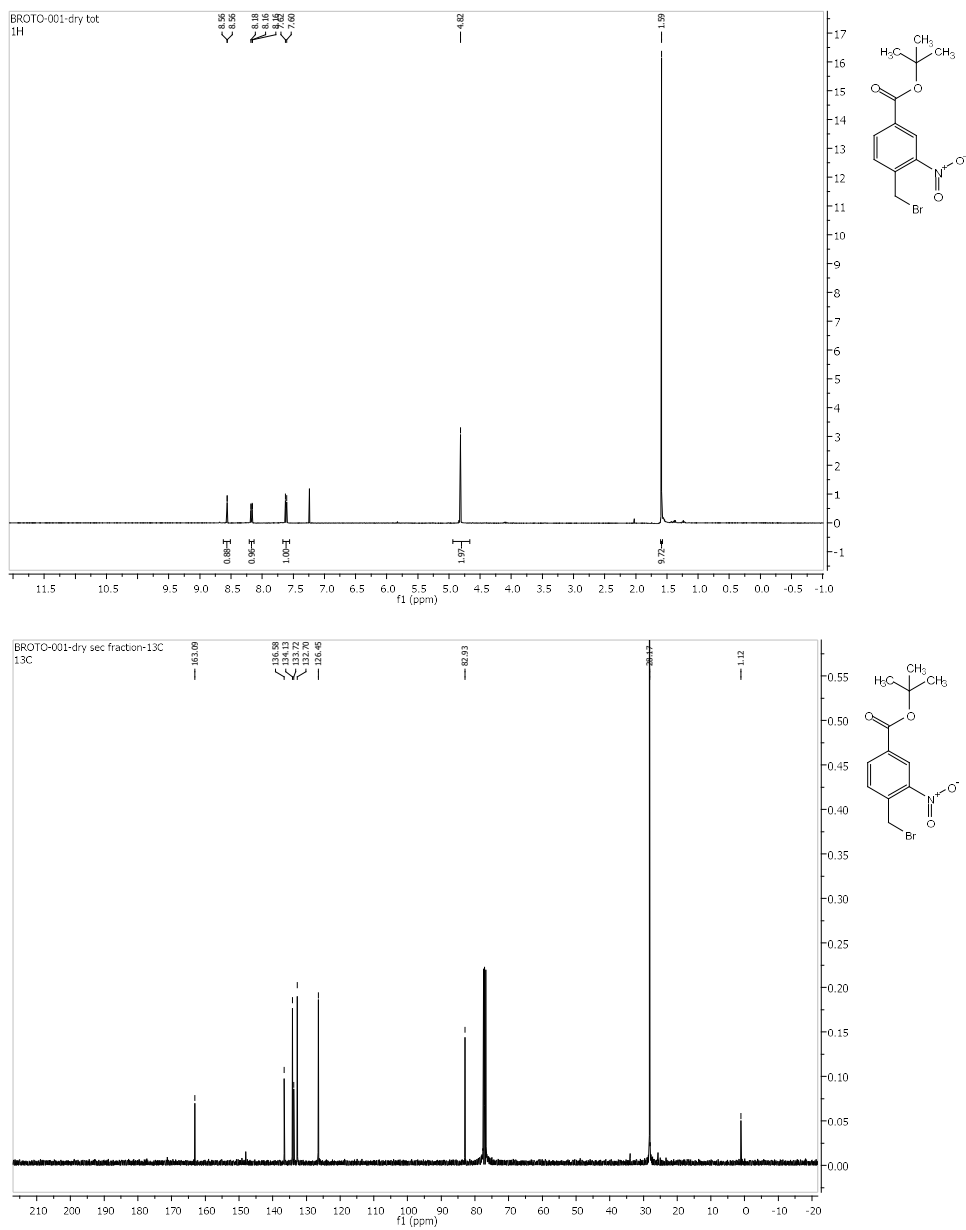 BROTO-001-dry tot
1H
8.56
8.56
8.18
8.16
8.16
7.62
7.60
4.82
1.59
17
16
15
14
13
12
11
10
9
8
7
6
5
4
3
2
1
0
-1
0.88
0.96
1.00
1.97
9.72
11.5 10.5 9.5 9.0 8.5 8.0 7.5 7.0 6.5 6.0 5.5 5.0 4.5 4.0 3.5 3.0 2.5 2.0 1.5 1.0 0.5 0.0 -0.5 -1.0
f1 (ppm)
CH₃
H₃C CH₃
O O
N⁺ O⁻
O
Br
BROTO-001-dry sec fraction-13C
13C
163.09
136.58
134.13
133.72
132.70
126.45
82.93
28.17
1.12
0.55
0.50
0.45
0.40
0.35
0.30
0.25
0.20
0.15
0.10
0.05
0.00
210 200 190 180 170 160 150 140 130 120 110 100 90 80 70 60 50 40 30 20 10 0 -10 -20
f1 (ppm)
CH₃
H₃C CH₃
O O
N⁺ O⁻
O
Br